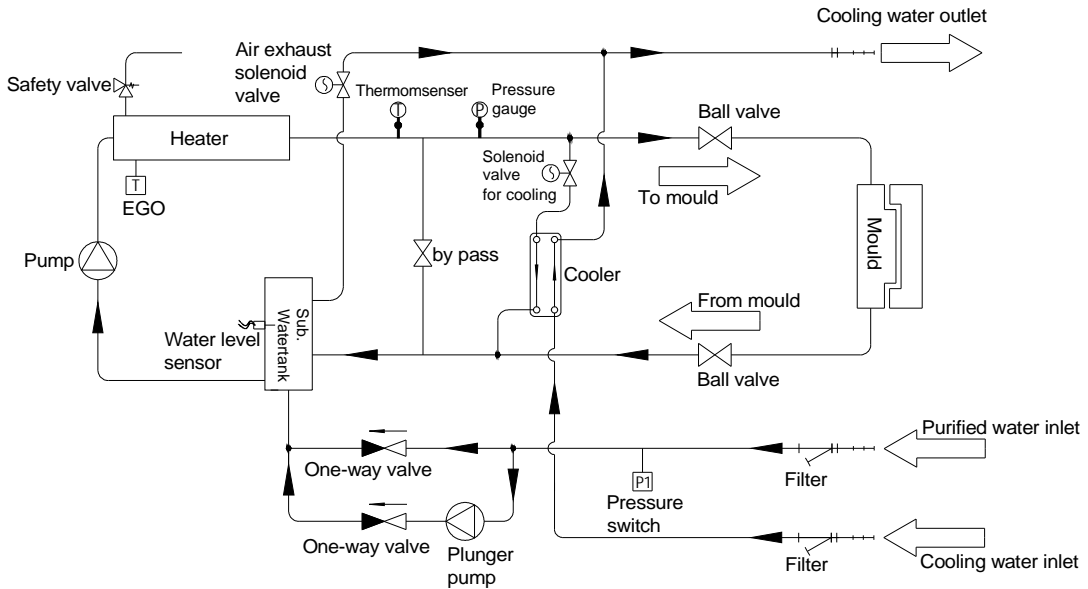 Cooling water outlet
Air exhaust
solenoid
valve
Safety valve
Thermomsenser
Pressure
gauge
T
P
Ball valve
Heater
Solenoid
valve
for cooling
S
S
To mould
T
EGO
Mould
Pump
by pass
Cooler
Sub.
Watertank
From mould
Water level
sensor
Ball valve
Purified water inlet
One-way valve
P1
Filter
Pressure
switch
One-way valve
Plunger
pump
Filter
Cooling water inlet